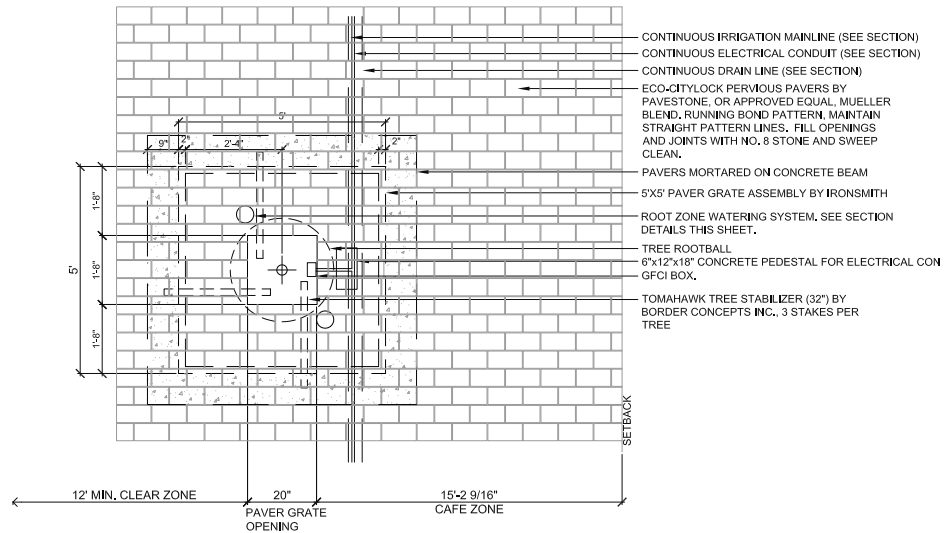 CONTINUOUS IRRIGATION MAINLINE (SEE SECTION)
CONTINUOUS ELECTRICAL CONDUIT (SEE SECTION)
CONTINUOUS DRAIN LINE (SEE SECTION)
ECO-CITYLOCK PERVIOUS PAVERS BY
PAVESTONE, OR APPROVED EQUAL, MUELLER
BLEND. RUNNING BOND PATTERN, MAINTAIN
STRAIGHT PATTERN LINES. FILL OPENINGS
AND JOINTS WITH NO. 8 STONE AND SWEEP
CLEAN.
PAVERS MORTARED ON CONCRETE BEAM
5'X5' PAVER GRATE ASSEMBLY BY IRONSMITH
ROOT ZONE WATERING SYSTEM. SEE SECTION
DETAILS THIS SHEET.
TREE ROOTBALL
6"x12"x18" CONCRETE PEDESTAL FOR ELECTRICAL CON
GFCI BOX.
TOMAHAWK TREE STABILIZER (32") BY
BORDER CONCEPTS INC., 3 STAKES PER
TREE
5'
9"
2"
2'-4"
2"
1'-8"
5'
1'-8"
1'-8"
SETBACK
12' MIN. CLEAR ZONE
20"
PAVER GRATE
OPENING
15'-2 9/16"
CAFE ZONE